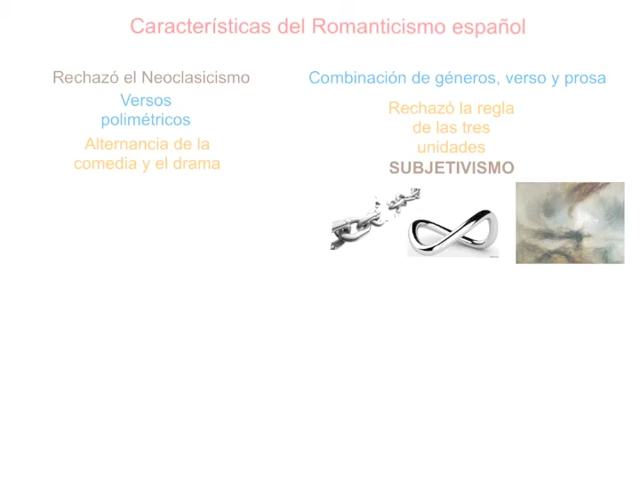 Características del Romanticismo español
Rechazó el Neoclasicismo
Versos
polimétricos
Alternancia de la
comedia y el drama
Combinación de géneros, verso y prosa
Rechazó la regla
de las tres
unidades
SUBJETIVISMO